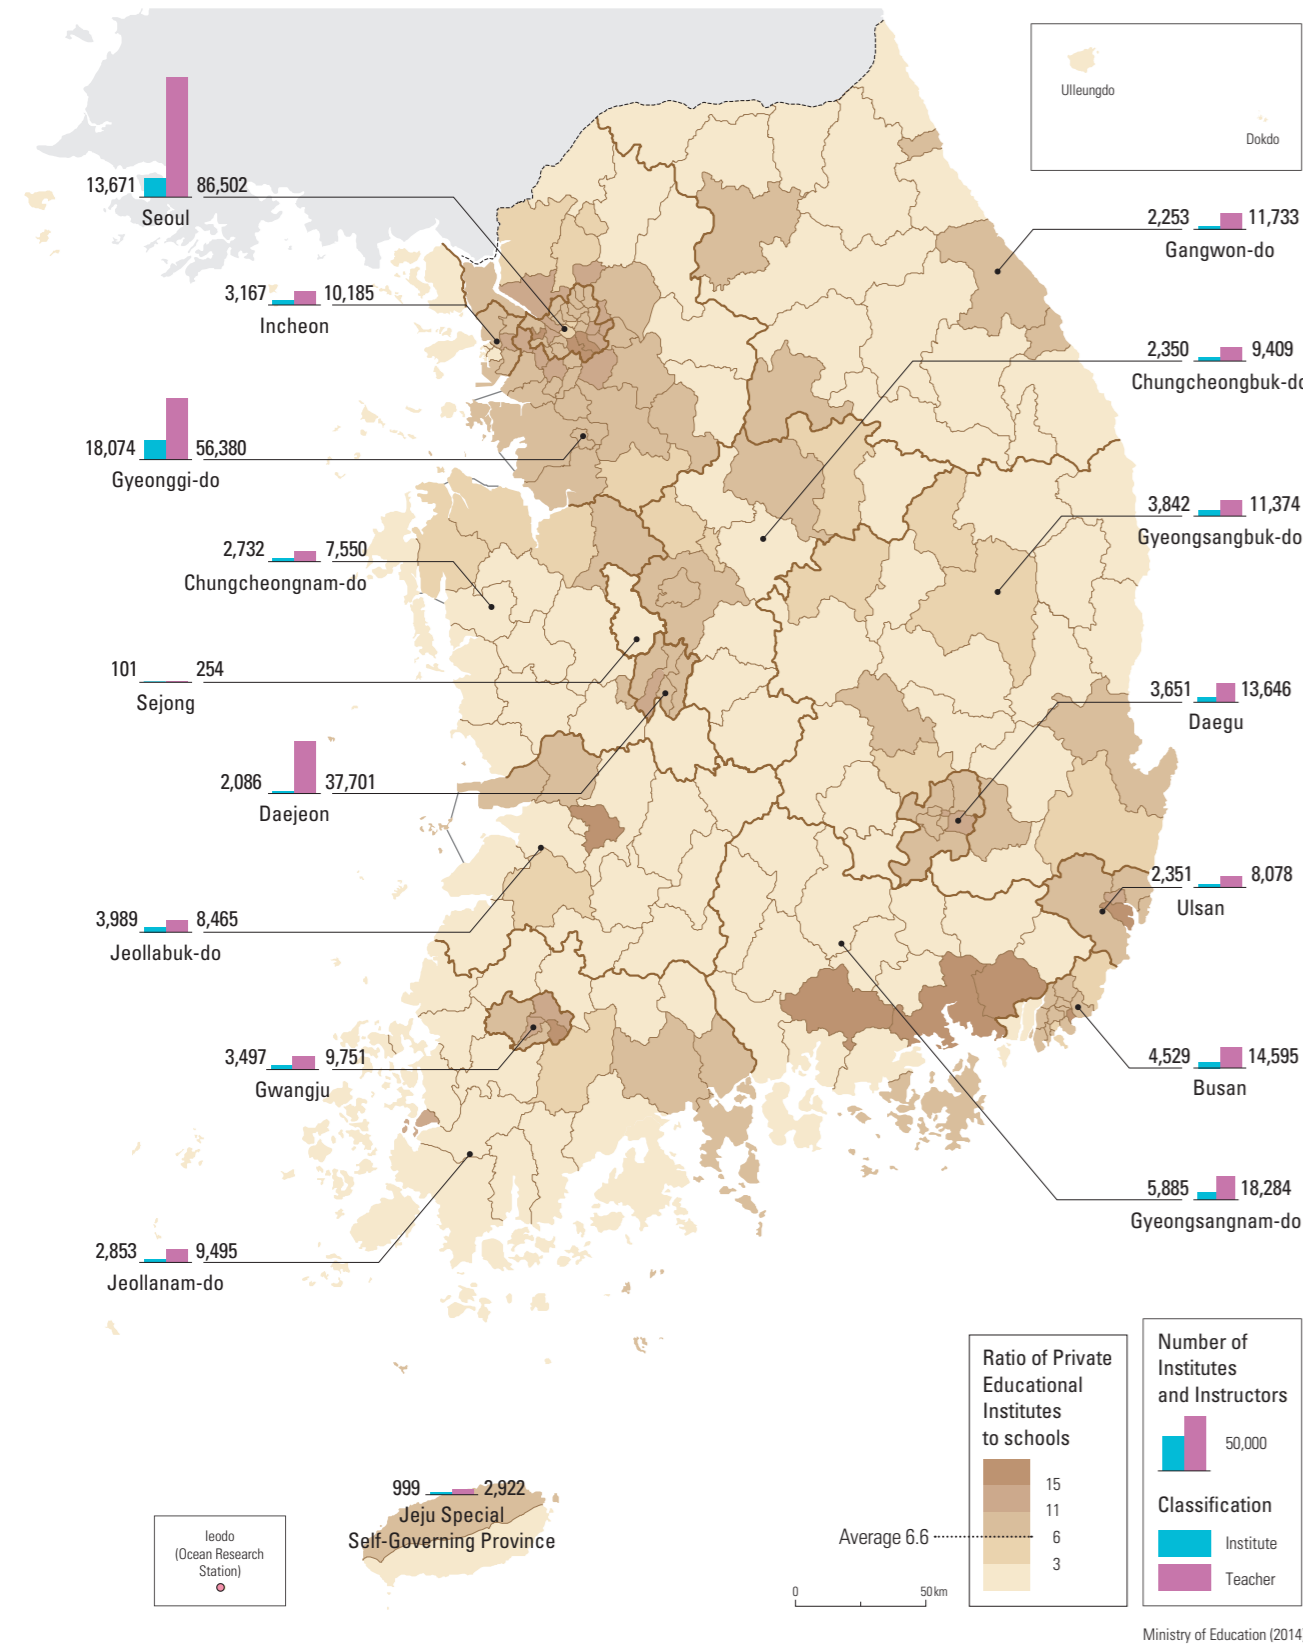 Ulleungdo
Dokdo
13,671 86,502
Seoul
2,253 11,733
Gangwon-do
3,167 10,185
Incheon
2,350 9,409
Chungcheongbuk-do
18,074 56,380
Gyeonggi-do
3,842 11,374
Gyeongsangbuk-do
2,732 7,550
Chungcheongnam-do
101 254
Sejong
3,651 13,646
Daegu
2,086 37,701
Daejeon
2,351 8,078
Ulsan
3,989 8,465
Jeollabuk-do
3,497 9,751
Gwangju
4,529 14,595
Busan
5,885 18,284
Gyeongsangnam-do
2,853 9,495
Jeollanam-do
999 2,922
Jeju Special
Self-Governing Province
Ieodo
(Ocean Research
Station)
Ratio of Private
Educational
Institutes
to schools
15
11
6
3
Average 6.6
0 50km
Number of
Institutes
and Instructors
50,000
Classification
Institute
Teacher
Ministry of Education (2014